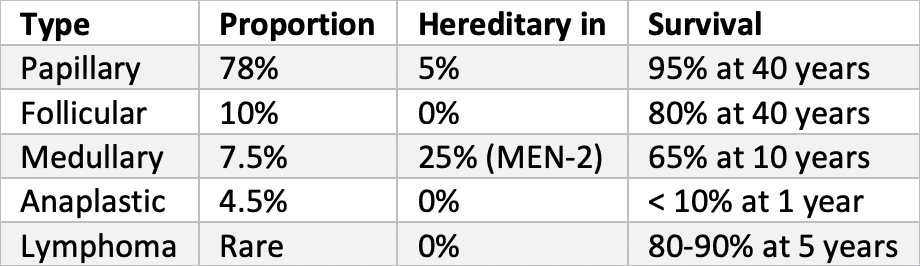 Type Proportion Hereditary in Survival
Papillary 78% 5% 95% at 40 years
Follicular 10% 0% 80% at 40 years
Medullary 7.5% 25% (MEN-2) 65% at 10 years
Anaplastic 4.5% 0% < 10% at 1 year
Lymphoma Rare 0% 80-90% at 5 years